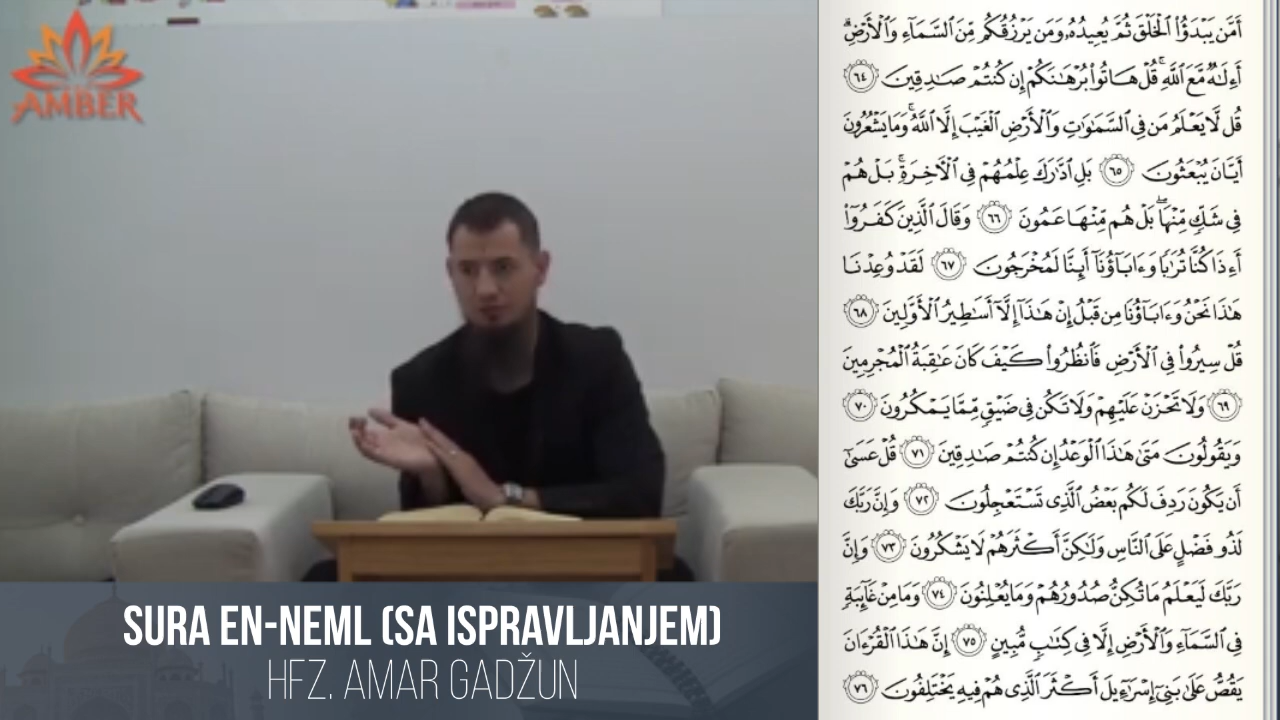 AMBER
SURA EN-NEML (SA ISPRAVLJANJEM)
HFZ. AMAR GADŽUN
أَمَّن يَبْدَؤُا۟ ٱلْخَلْقَ ثُمَّ يُعِيدُهُۥ وَمَن يَرْزُقُكُم مِّنَ ٱلسَّمَآءِ وَٱلْأَرْضِ ۗ
أَءِلَـٰهٌ مَّعَ ٱللَّهِ ۚ قُلْ هَاتُوا۟ بُرْهَـٰنَكُمْ إِن كُنتُمْ صَـٰدِقِينَ ٦٤
قُل لَّا يَعْلَمُ مَن فِى ٱلسَّمَـٰوَٰتِ وَٱلْأَرْضِ ٱلْغَيْبَ إِلَّا ٱللَّهُ ۚ وَمَا يَشْعُرُونَ
أَيَّانَ يُبْعَثُونَ ٦٥ بَلِ ٱدَّٰرَكَ عِلْمُهُمْ فِى ٱلْـَٔاخِرَةِ ۚ بَلْ هُمْ
فِى شَكٍّ مِّنْهَا ۖ بَلْ هُم مِّنْهَا عَمُونَ ٦٦ وَقَالَ ٱلَّذِينَ كَفَرُوٓا۟
أَءِذَا كُنَّا تُرَٰبًا وَءَابَآؤُنَآ أَئِنَّا لَمُخْرَجُونَ ٦٧ لَقَدْ وُعِدْنَا
هَـٰذَا نَحْنُ وَءَابَآؤُنَا مِن قَبْلُ إِنْ هَـٰذَآ إِلَّآ أَسَـٰطِيرُ ٱلْأَوَّلِينَ ٦٨
قُلْ سِيرُوا۟ فِى ٱلْأَرْضِ فَٱنظُرُوا۟ كَيْفَ كَانَ عَـٰقِبَةُ ٱلْمُجْرِمِينَ
٦٩ وَلَا تَحْزَنْ عَلَيْهِمْ وَلَا تَكُن فِى ضَيْقٍ مِّمَّا يَمْكُرُونَ ٧٠
وَيَقُولُونَ مَتَىٰ هَـٰذَا ٱلْوَعْدُ إِن كُنتُمْ صَـٰدِقِينَ ٧١ قُلْ عَسَىٰٓ
أَن يَكُونَ رَدِفَ لَكُم بَعْضُ ٱلَّذِى تَسْتَعْجِلُونَ ٧٢ وَإِنَّ رَبَّكَ
لَذُو فَضْلٍ عَلَى ٱلنَّاسِ وَلَـٰكِنَّ أَكْثَرَهُمْ لَا يَشْكُرُونَ ٧٣ وَإِنَّ
رَبَّكَ لَيَعْلَمُ مَا تُكِنُّ صُدُورُهُمْ وَمَا يُعْلِنُونَ ٧٤ وَمَا مِنْ غَآئِبَةٍ
فِى ٱلسَّمَآءِ وَٱلْأَرْضِ إِلَّا فِى كِتَـٰبٍ مُّبِينٍ ٧٥ إِنَّ هَـٰذَا ٱلْقُرْءَانَ
يَقُصُّ عَلَىٰ بَنِىٓ إِسْرَٰٓءِيلَ أَكْثَرَ ٱلَّذِى هُمْ فِيهِ يَخْتَلِفُونَ ٧٦